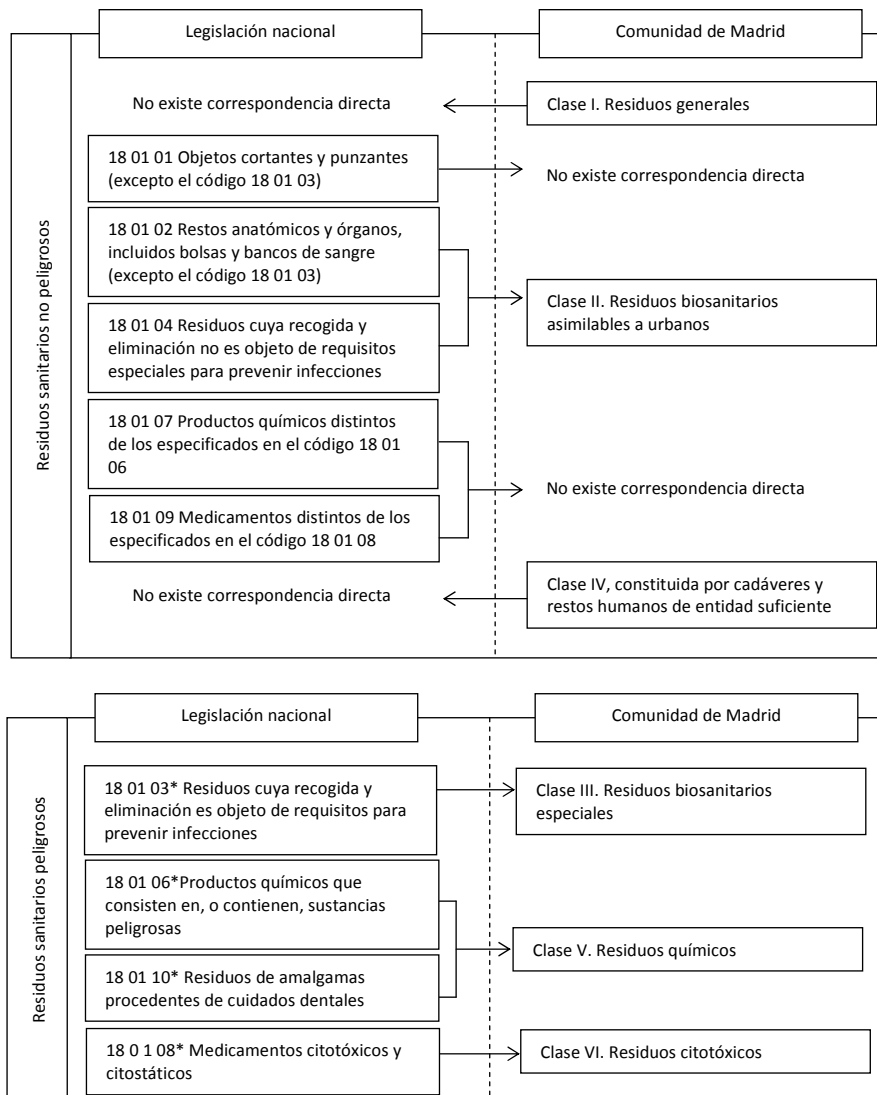 Legislación nacional
Comunidad de Madrid
Residuos sanitarios no peligrosos
No existe correspondencia directa
Clase I. Residuos generales
18 01 01 Objetos cortantes y punzantes
(excepto el código 18 01 03)
No existe correspondencia directa
18 01 02 Restos anatómicos y órganos,
incluidos bolsas y bancos de sangre
(excepto el código 18 01 03)
18 01 04 Residuos cuya recogida y
eliminación no es objeto de requisitos
especiales para prevenir infecciones
Clase II. Residuos biosanitarios
asimilables a urbanos
18 01 07 Productos químicos distintos
de los especificados en el código 18 01
06
18 01 09 Medicamentos distintos de los
especificados en el código 18 01 08
No existe correspondencia directa
No existe correspondencia directa
Clase IV, constituida por cadáveres y
restos humanos de entidad suficiente
Legislación nacional
Comunidad de Madrid
Residuos sanitarios peligrosos
18 01 03* Residuos cuya recogida y
eliminación es objeto de requisitos para
prevenir infecciones
Clase III. Residuos biosanitarios
especiales
18 01 06*Productos químicos que
consisten en, o contienen, sustancias
peligrosas
18 01 10* Residuos de amalgamas
procedentes de cuidados dentales
Clase V. Residuos químicos
18 0 1 08* Medicamentos citotóxicos y
citostáticos
Clase VI. Residuos citotóxicos